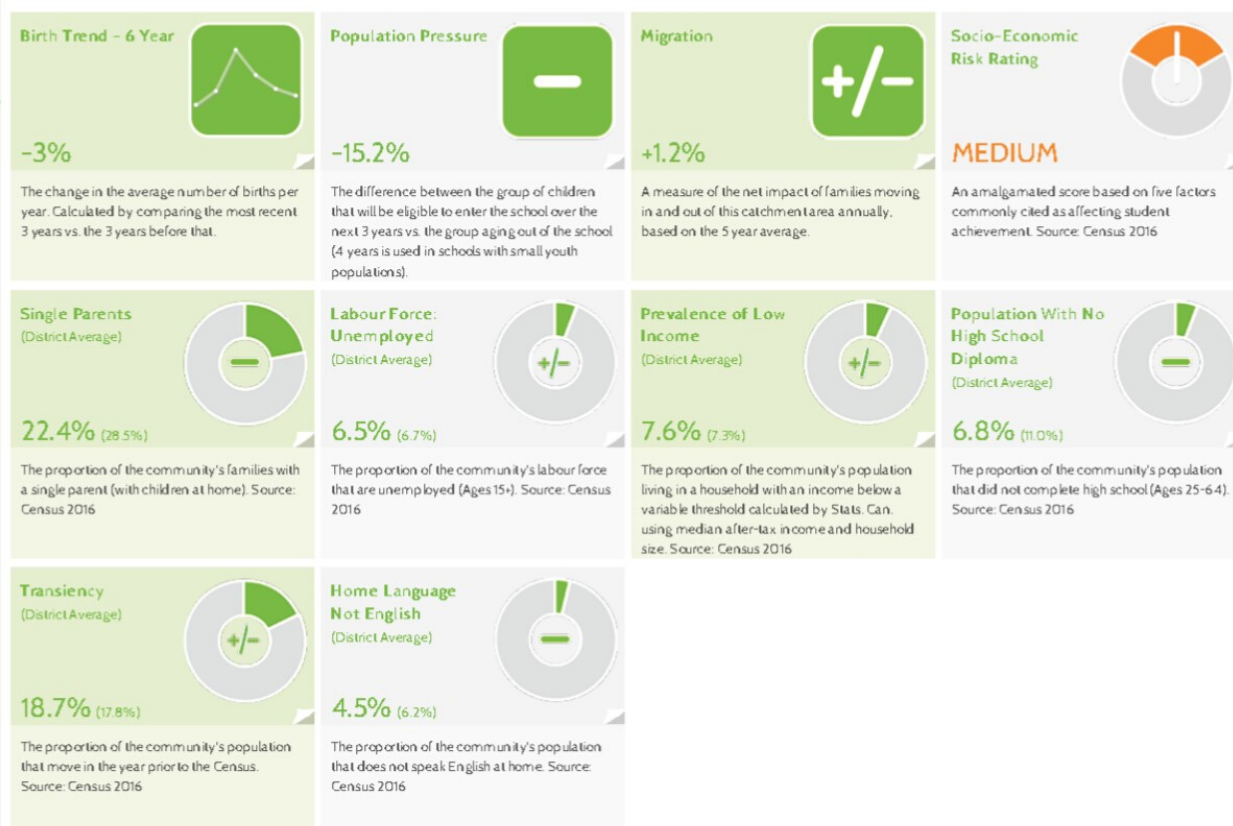 Birth Trend - 6 Year
-3%
The change in the average number of births per
year. Calculated by comparing the most recent
3 years vs. the 3 years before that.
Population Pressure
-15.2%
The difference between the group of children
that will be eligible to enter the school over the
next 3 years vs. the group aging out of the school
(4 years is used in schools with small youth
populations).
Migration
+/-
+1.2%
A measure of the net impact of families moving
in and out of this catchment area annually,
based on the 5 year average.
Socio-Economic
Risk Rating
MEDIUM
An amalgamated score based on five factors
commonly cited as affecting student
achievement. Source: Census 2016
Single Parents
(District Average)
22.4% (28.5%)
The proportion of the community's families with
a single parent (with children at home). Source:
Census 2016
Labour Force:
Unemployed
(District Average)
+/-
6.5% (6.7%)
The proportion of the community's labour force
that are unemployed (Ages 15+). Source: Census
2016
Prevalence of Low
Income
(District Average)
+/-
7.6% (7.3%)
The proportion of the community's population
living in a household with an income below a
variable threshold calculated by Stats. Can.
using median after-tax income and household
size. Source: Census 2016
Population With No
High School
Diploma
(District Average)
6.8% (11.0%)
The proportion of the community's population
that did not complete high school (Ages 25-64).
Source: Census 2016
Transiency
(District Average)
+/-
18.7% (17.8%)
The proportion of the community's population
that move in the year prior to the Census.
Source: Census 2016
Home Language
Not English
(District Average)
4.5% (6.2%)
The proportion of the community's population
that does not speak English at home. Source:
Census 2016